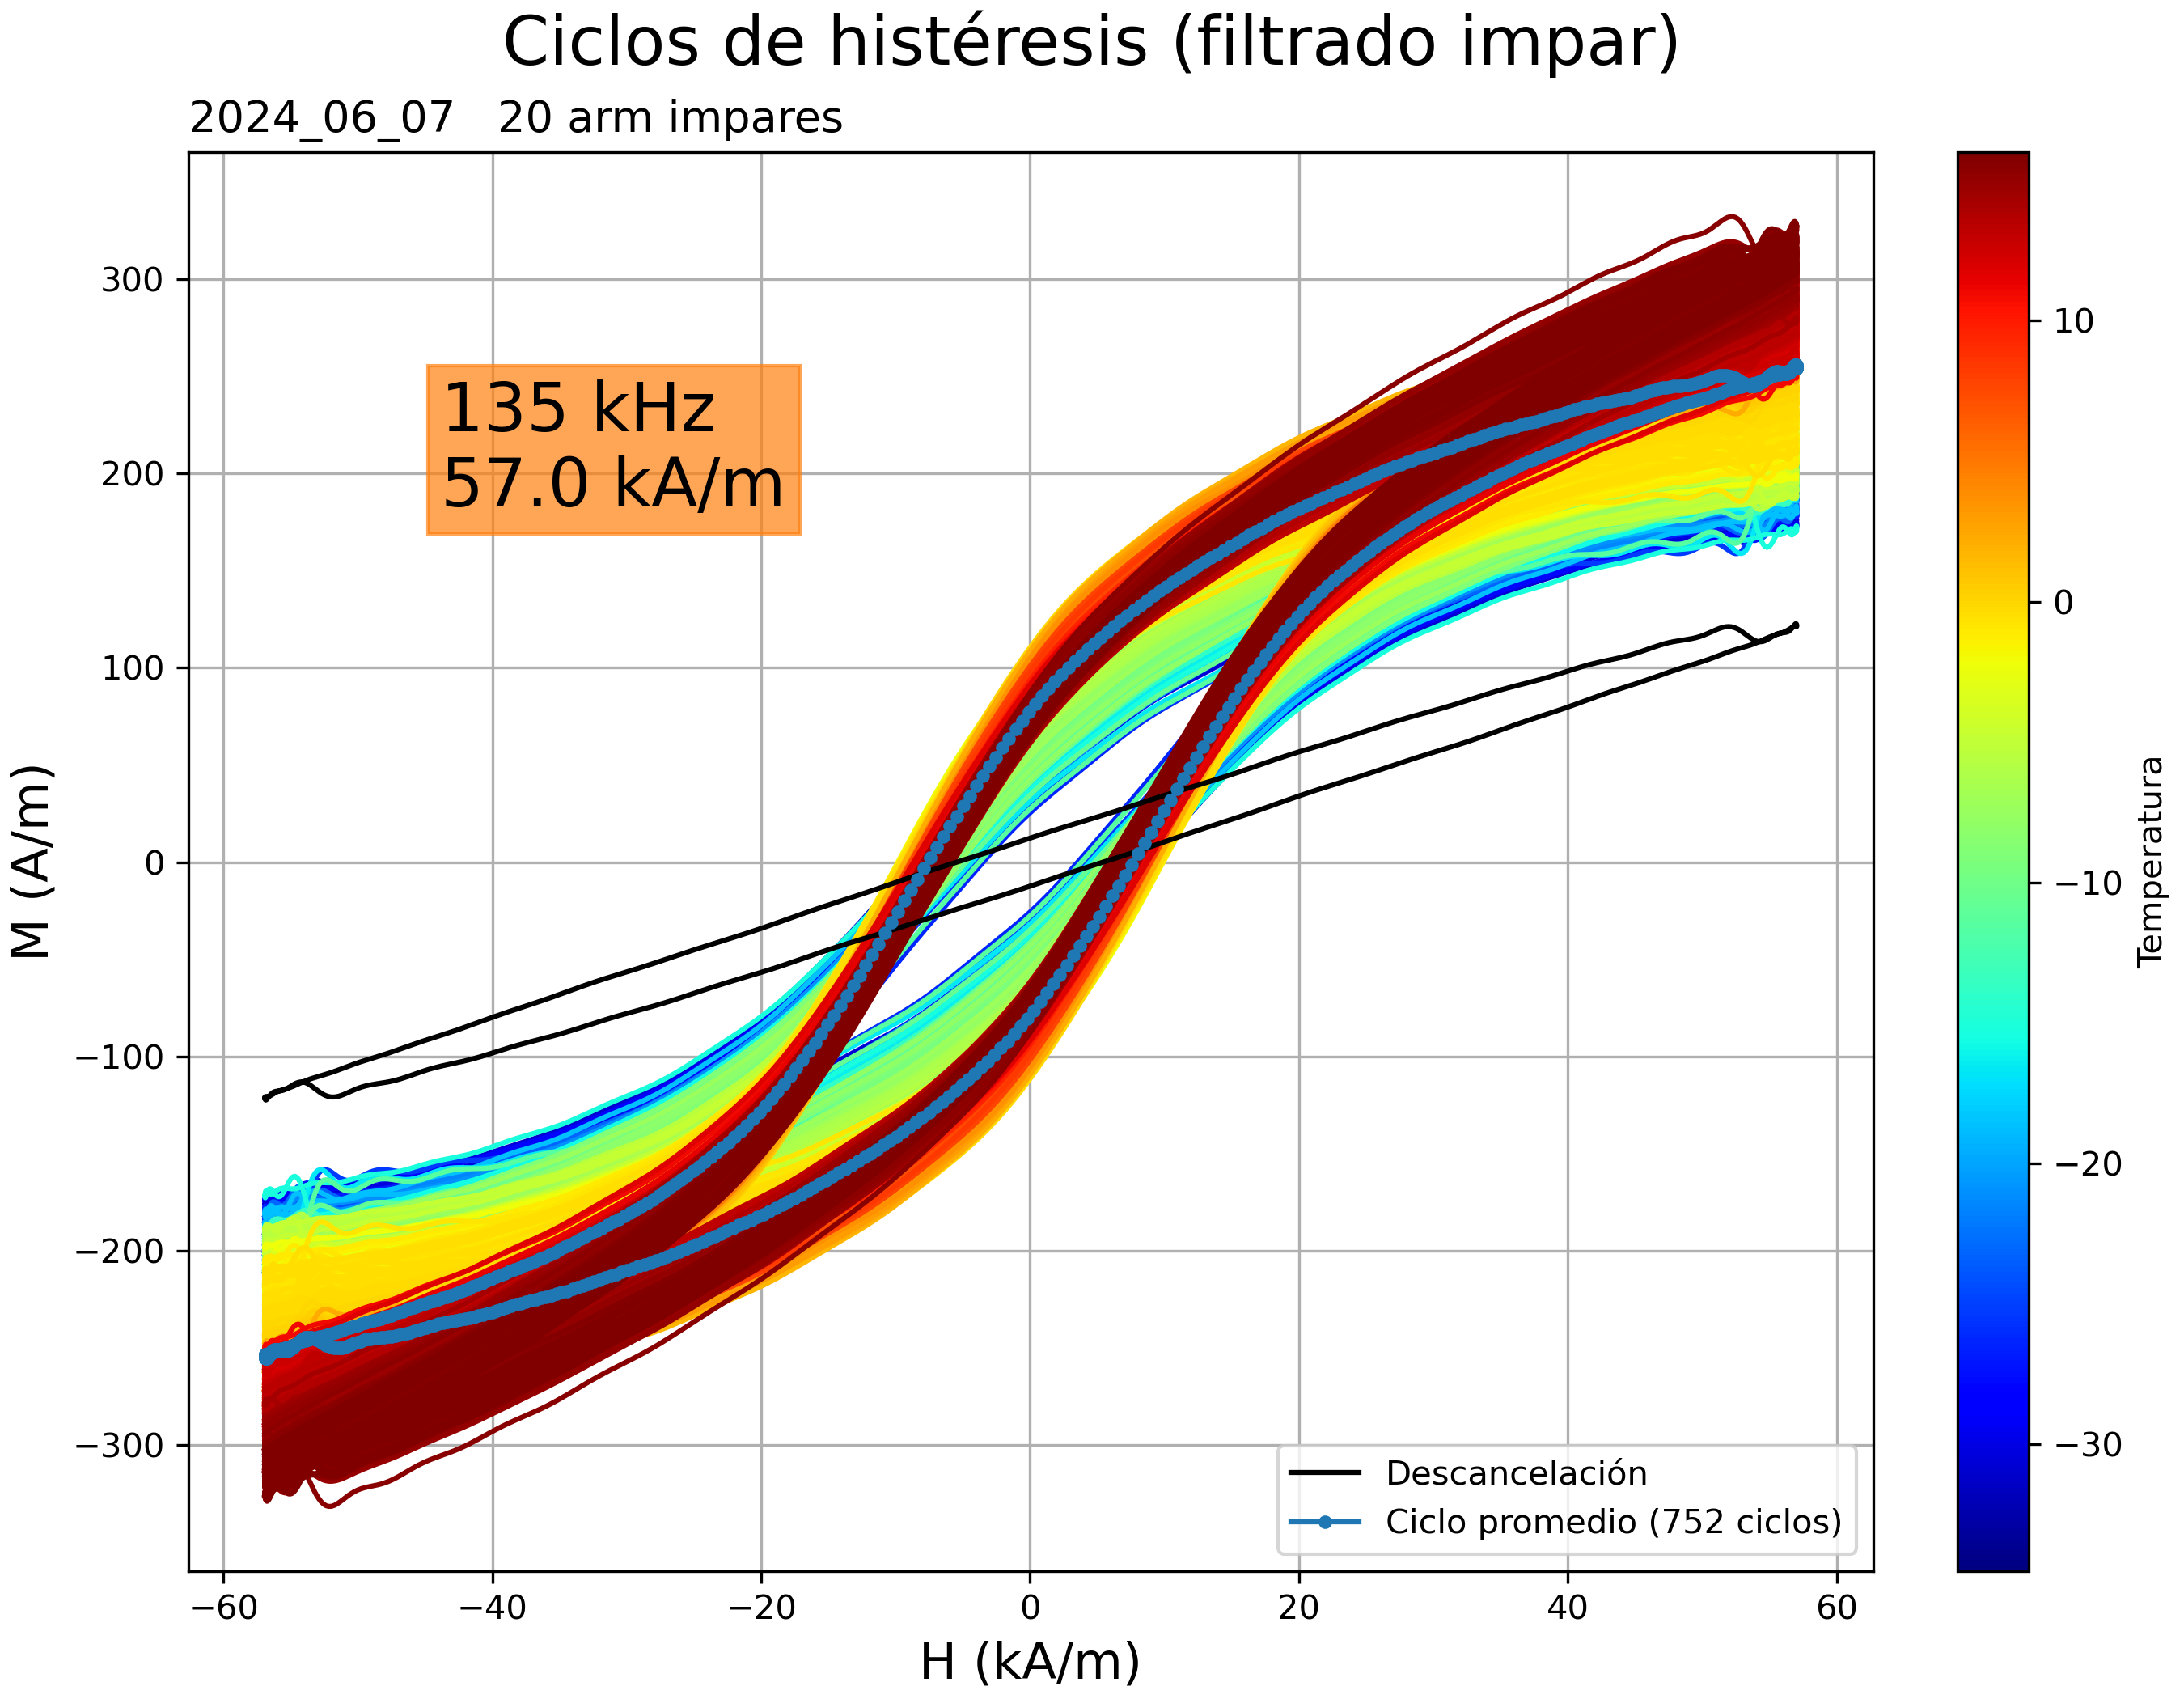 Ciclos de histéresis (filtrado impar)
2024_06_07   20 arm impares
135 kHz
57.0 kA/m
M (A/m)
300
200
100
0
−100
−200
−300
−60
−40
−20
0
20
40
60
H (kA/m)
Descancelación
Ciclo promedio (752 ciclos)
10
0
−10
−20
−30
Temperatura